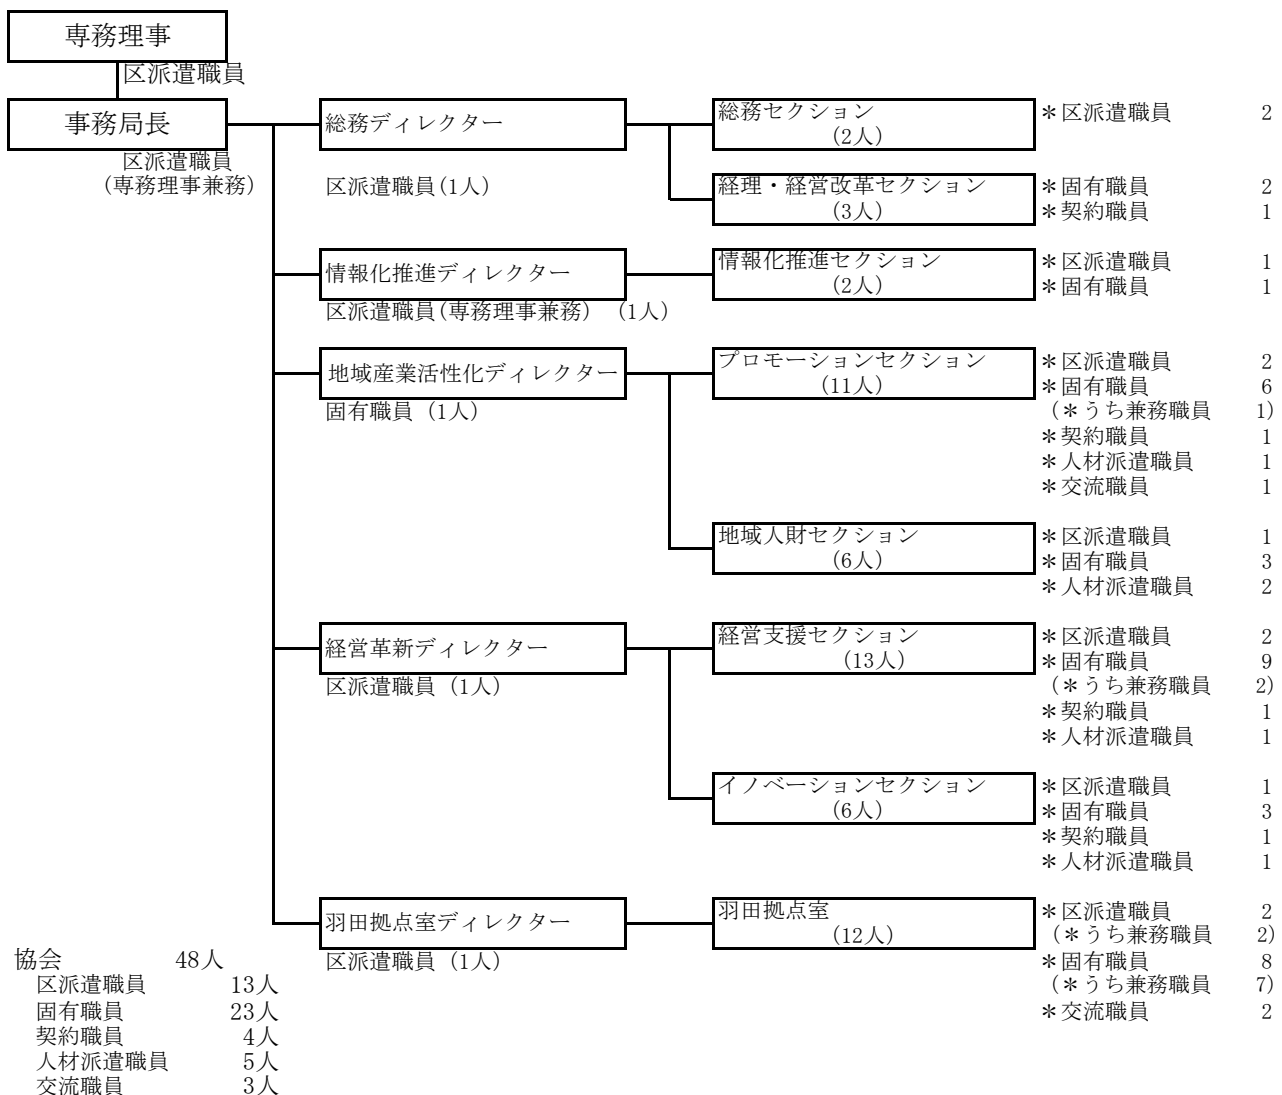 専務理事
区派遣職員
事務局長
区派遣職員
(専務理事兼務)
総務ディレクター
区派遣職員(1人)
総務セクション
(2人)
＊区派遣職員 2
経理・経営改革セクション
(3人)
＊固有職員 2
＊契約職員 1
情報化推進ディレクター
区派遣職員(専務理事兼務) (1人)
情報化推進セクション
(2人)
＊区派遣職員 1
＊固有職員 1
地域産業活性化ディレクター
固有職員 (1人)
プロモーションセクション
(11人)
＊区派遣職員 2
＊固有職員 6
(＊うち兼務職員 1)
＊契約職員 1
＊人材派遣職員 1
＊交流職員 1
地域人財セクション
(6人)
＊区派遣職員 1
＊固有職員 3
＊人材派遣職員 2
経営革新ディレクター
区派遣職員 (1人)
経営支援セクション
(13人)
＊区派遣職員 2
＊固有職員 9
(＊うち兼務職員 2)
＊契約職員 1
＊人材派遣職員 1
イノベーションセクション
(6人)
＊区派遣職員 1
＊固有職員 3
＊契約職員 1
＊人材派遣職員 1
羽田拠点室ディレクター
区派遣職員 (1人)
羽田拠点室
(12人)
＊区派遣職員 2
(＊うち兼務職員 2)
＊固有職員 8
(＊うち兼務職員 7)
＊交流職員 2
協会 48人
区派遣職員 13人
固有職員 23人
契約職員 4人
人材派遣職員 5人
交流職員 3人